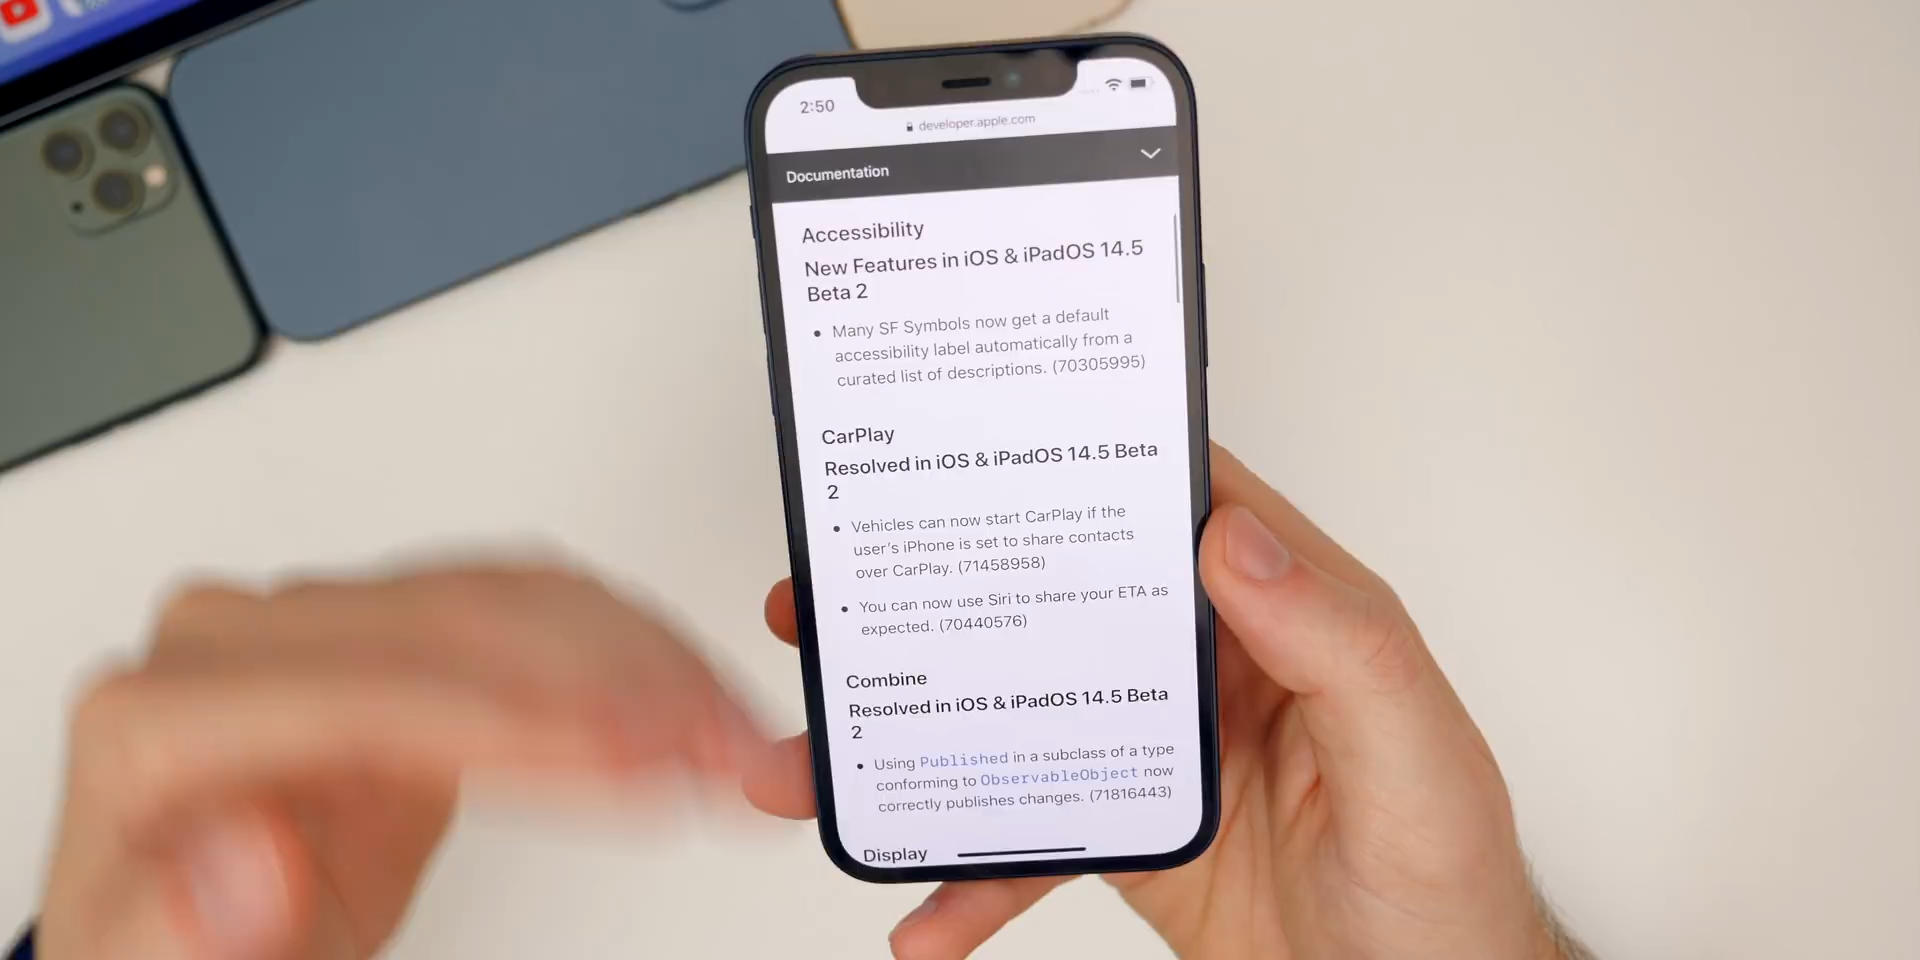 2:50
developer.apple.com
Documentation
Accessibility
New Features in iOS & iPadOS 14.5
Beta 2
• Many SF Symbols now get a default
accessibility label automatically from a
curated list of descriptions. (70305995)
CarPlay
Resolved in iOS & iPadOS 14.5 Beta
2
• Vehicles can now start CarPlay if the
user's iPhone is set to share contacts
over CarPlay. (71458958)
• You can now use Siri to share your ETA as
expected. (70440576)
Combine
Resolved in iOS & iPadOS 14.5 Beta
2
• Using Published in a subclass of a type
conforming to ObservableObject now
correctly publishes changes. (71816443)
Display